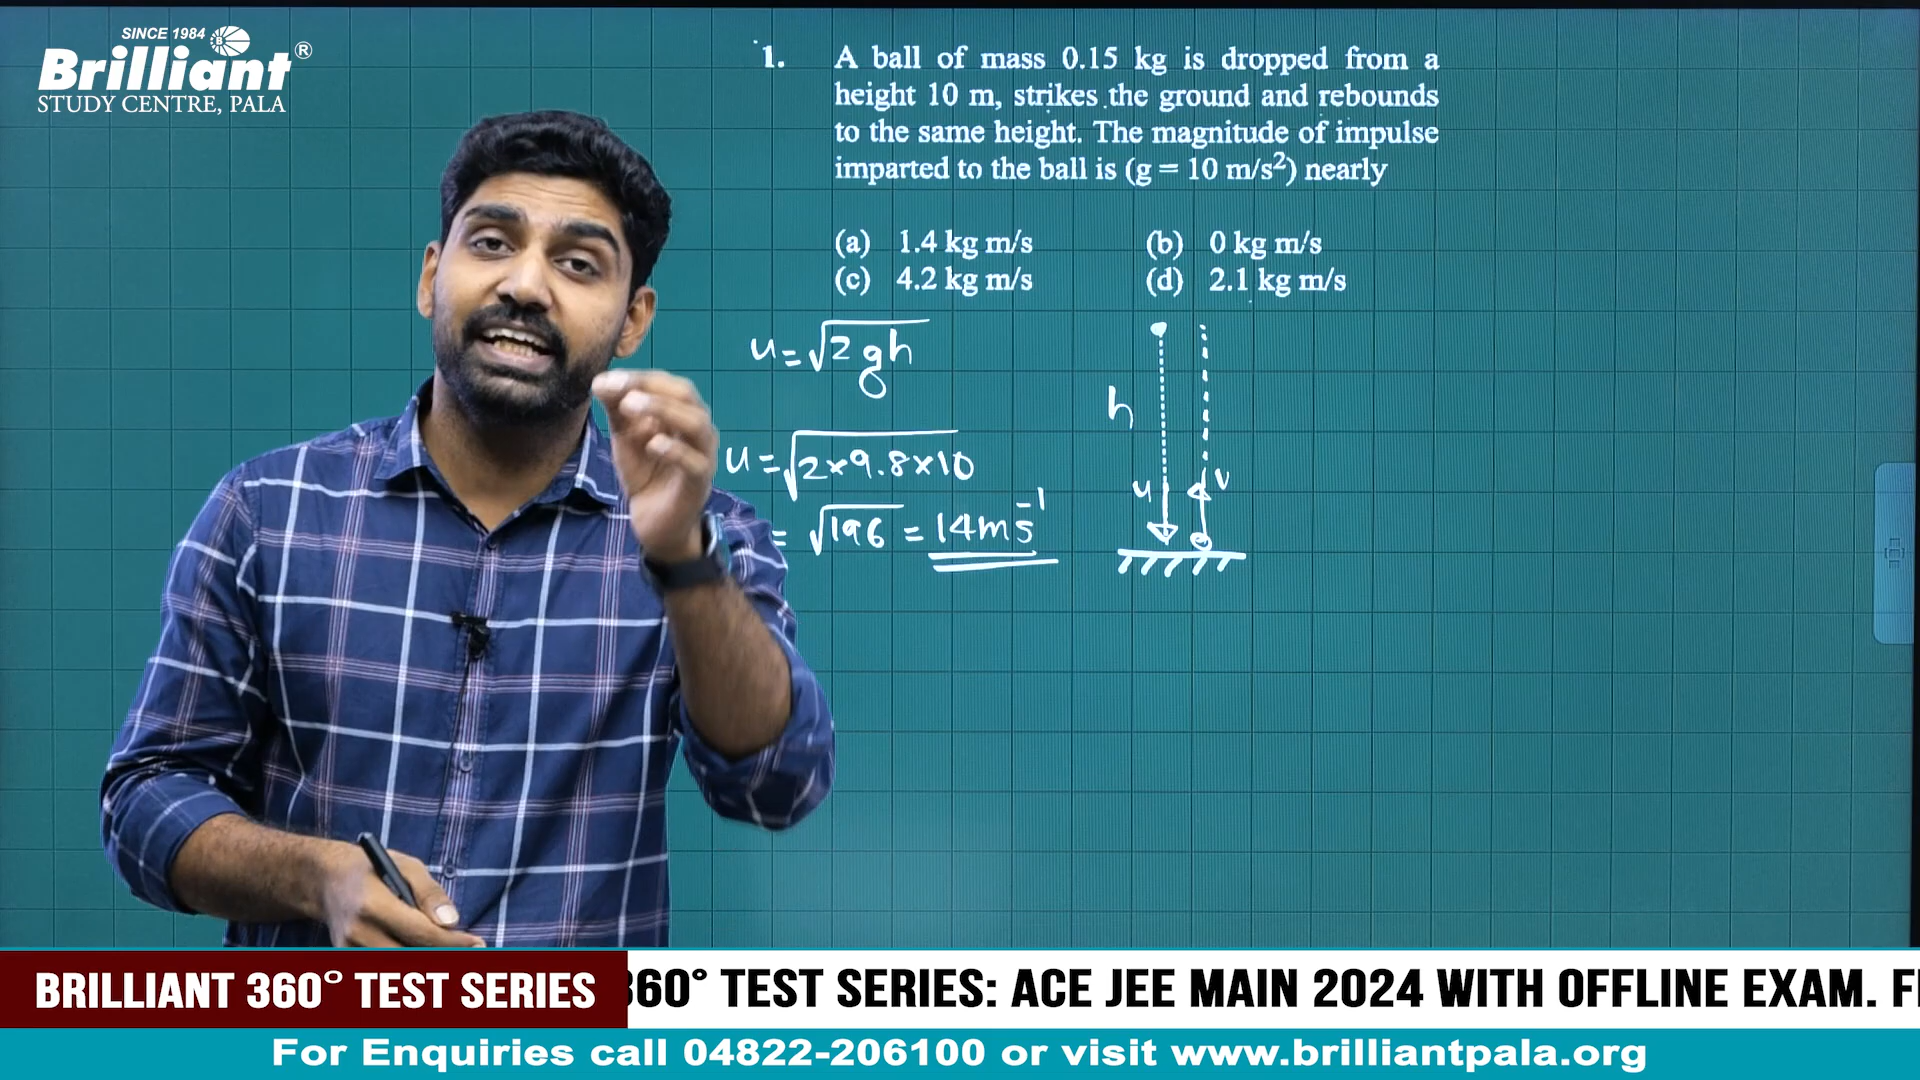 SINCE 1984
Brilliant®
STUDY CENTRE, PALA
1. A ball of mass 0.15 kg is dropped from a
height 10 m, strikes the ground and rebounds
to the same height. The magnitude of impulse
imparted to the ball is (g = 10 m/s²) nearly
(a) 1.4 kg m/s (b) 0 kg m/s
(c) 4.2 kg m/s (d) 2.1 kg m/s
u = √2gh
h
u = √2×9.8×10
u v
= √196 = 14ms⁻¹
BRILLIANT 360° TEST SERIES
360° TEST SERIES: ACE JEE MAIN 2024 WITH OFFLINE EXAM.
For Enquiries call 04822-206100 or visit www.brilliantpala.org